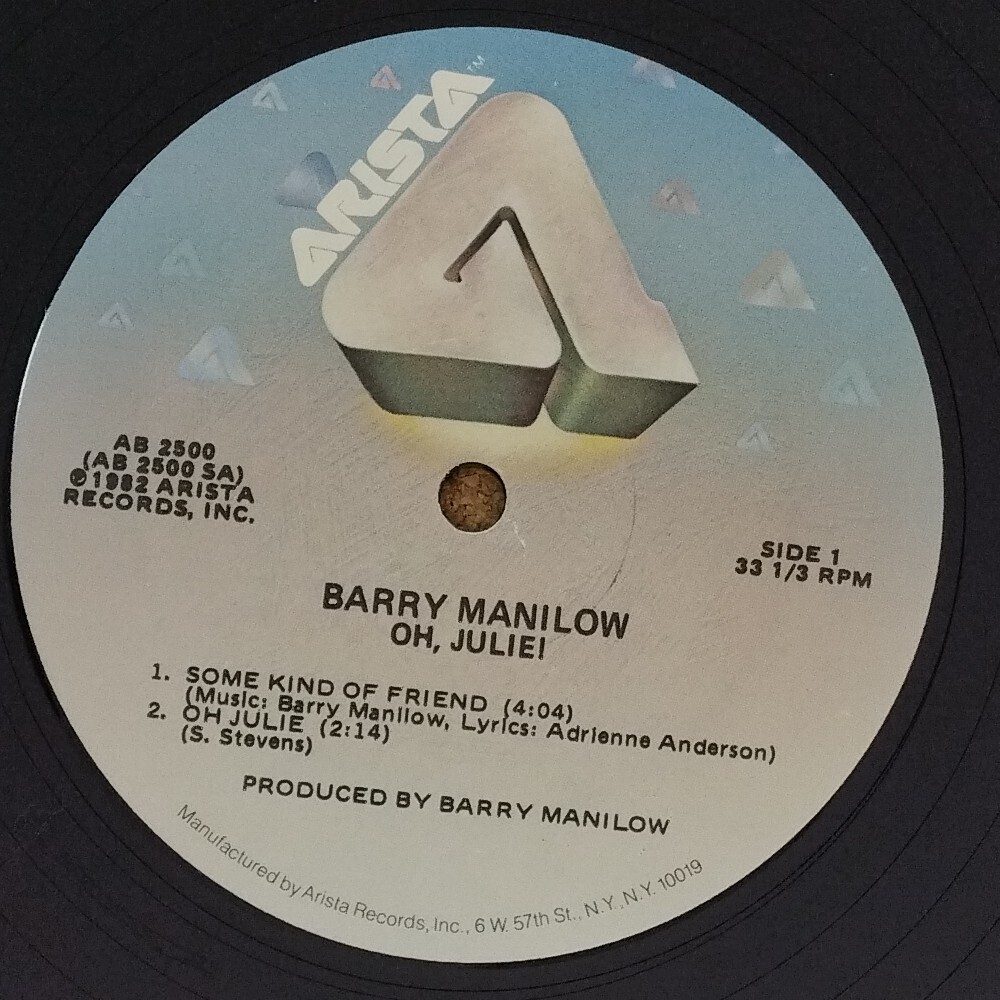 ARISTA™
AB 2500
(AB 2500 SA)
℗1982 ARISTA
RECORDS, INC.
SIDE 1
33 1/3 RPM
BARRY MANILOW
OH, JULIE!
1. SOME KIND OF FRIEND (4:04)
(Music: Barry Manilow, Lyrics: Adrienne Anderson)
2. OH JULIE (2:14)
(S. Stevens)
PRODUCED BY BARRY MANILOW
Manufactured by Arista Records, Inc., 6 W. 57th St., N.Y., N.Y. 10019